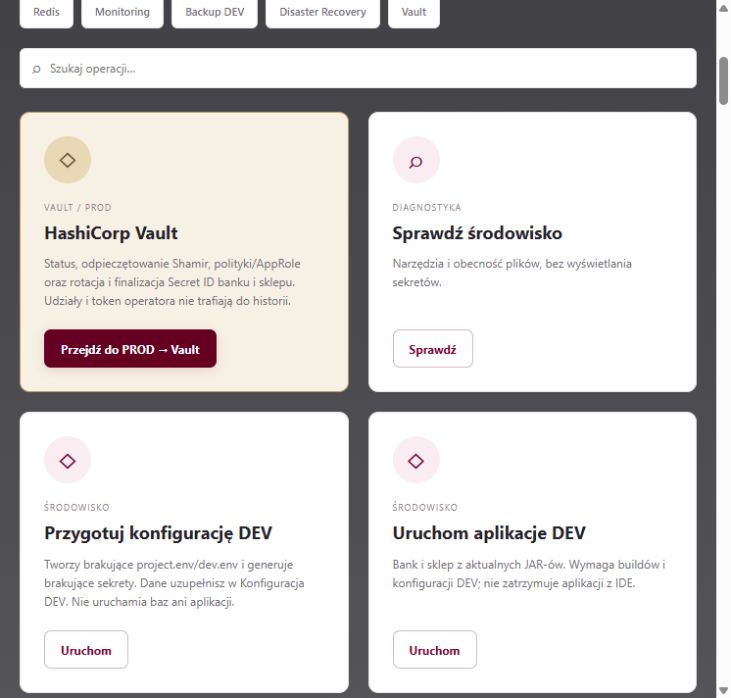 Redis
Monitoring
Backup DEV
Disaster Recovery
Vault
Szukaj operacji...
VAULT / PROD
HashiCorp Vault
Status, odpieczętowanie Shamir, polityki/AppRole
oraz rotacja i finalizacja Secret ID banku i sklepu.
Udziały i token operatora nie trafiają do historii.
Przejdź do PROD → Vault
DIAGNOSTYKA
Sprawdź środowisko
Narzędzia i obecność plików, bez wyświetlania
sekretów.
Sprawdź
ŚRODOWISKO
Przygotuj konfigurację DEV
Tworzy brakujące project.env/dev.env i generuje
brakujące sekrety. Dane uzupełnisz w Konfiguracja
DEV. Nie uruchamia baz ani aplikacji.
Uruchom
ŚRODOWISKO
Uruchom aplikacje DEV
Bank i sklep z aktualnych JAR-ów. Wymaga buildów i
konfiguracji DEV; nie zatrzymuje aplikacji z IDE.
Uruchom